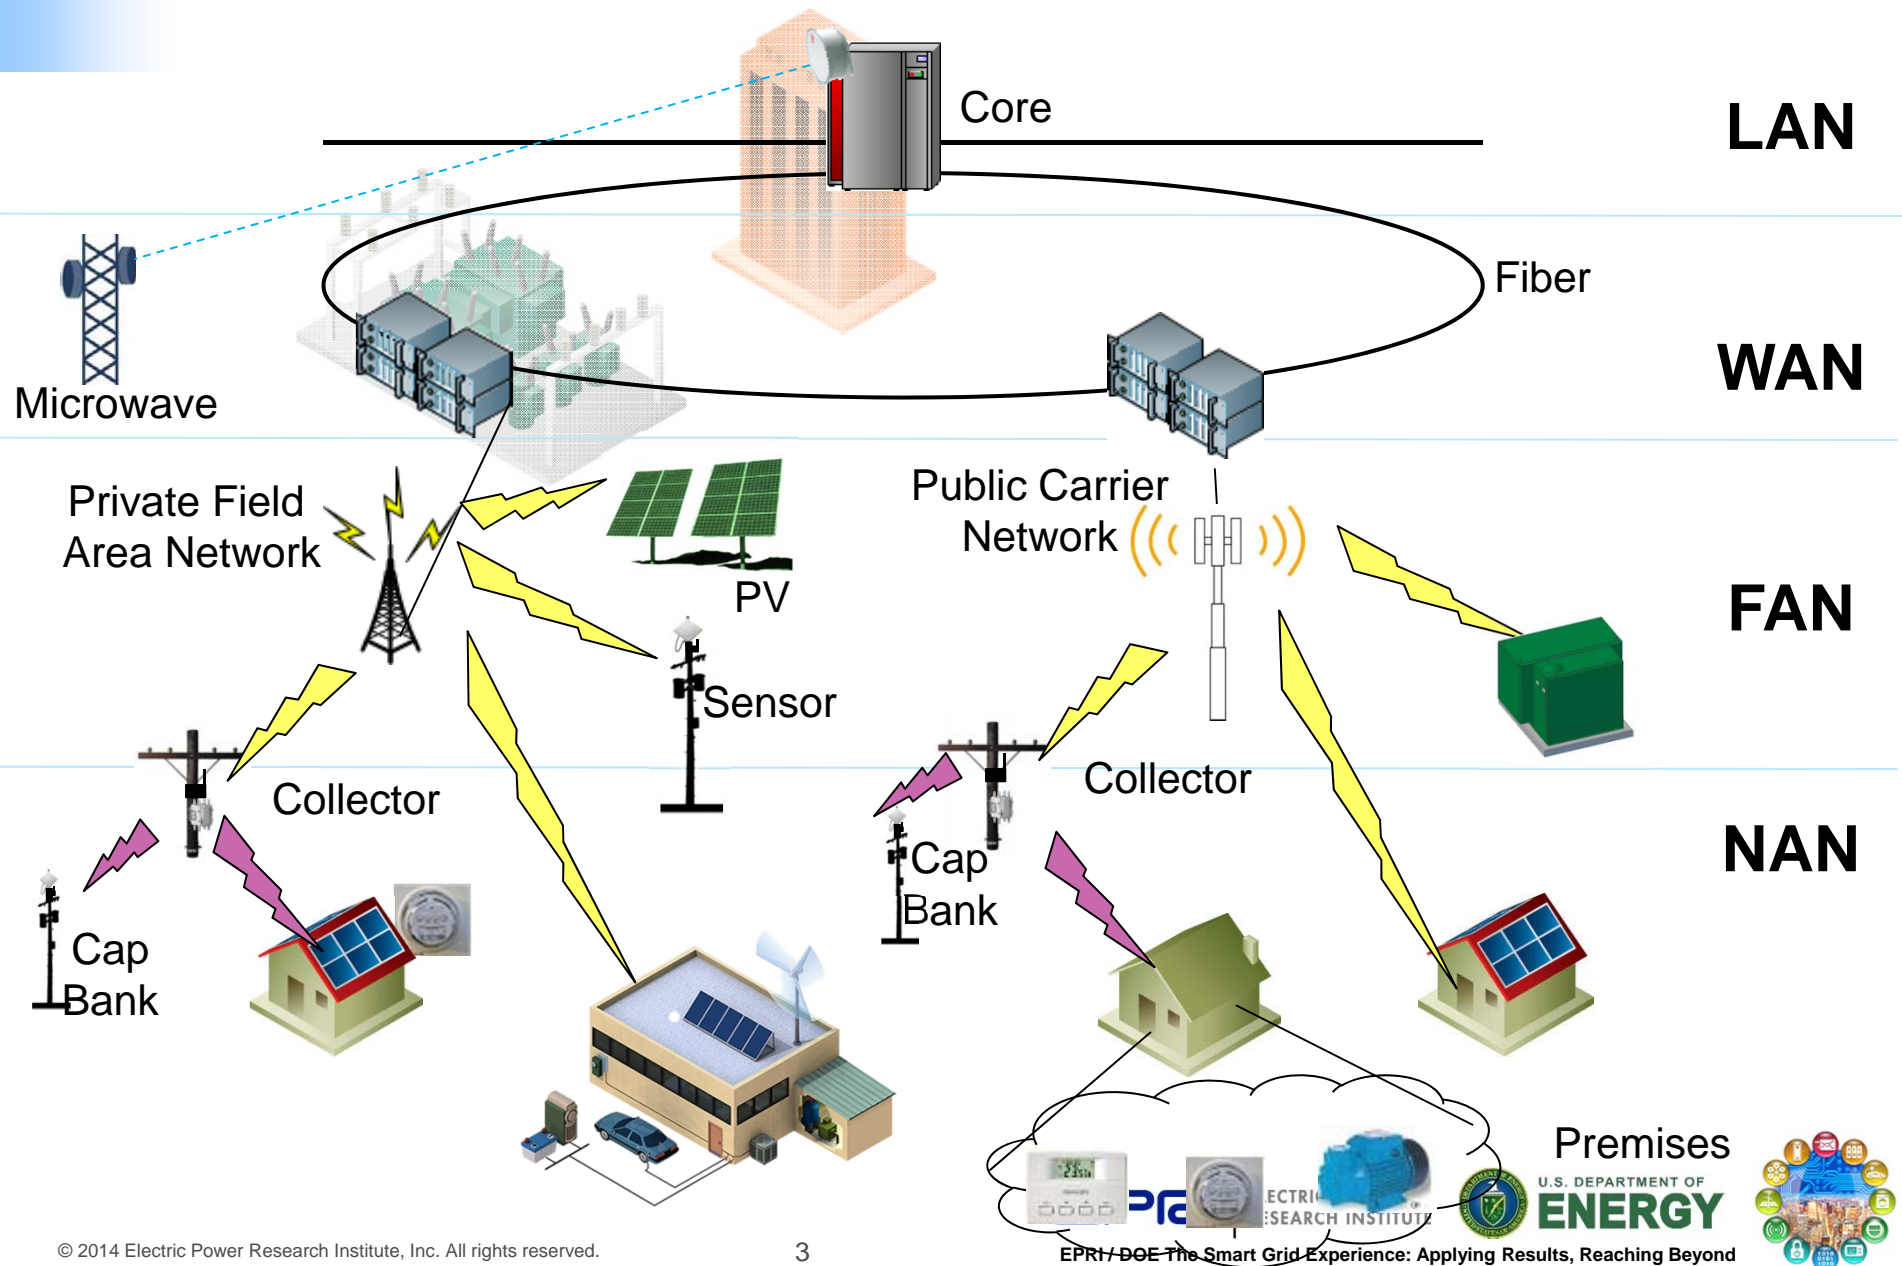 Core
LAN
Fiber
WAN
Microwave
Private Field
Area Network
PV
Public Carrier
Network
FAN
Sensor
Collector
Collector
NAN
Cap
Bank
Cap
Bank
Premises
U.S. DEPARTMENT OF
ENERGY
SEARCH INSTITUTE
© 2014 Electric Power Research Institute, Inc. All rights reserved.
3
EPRI / DOE The Smart Grid Experience: Applying Results, Reaching Beyond